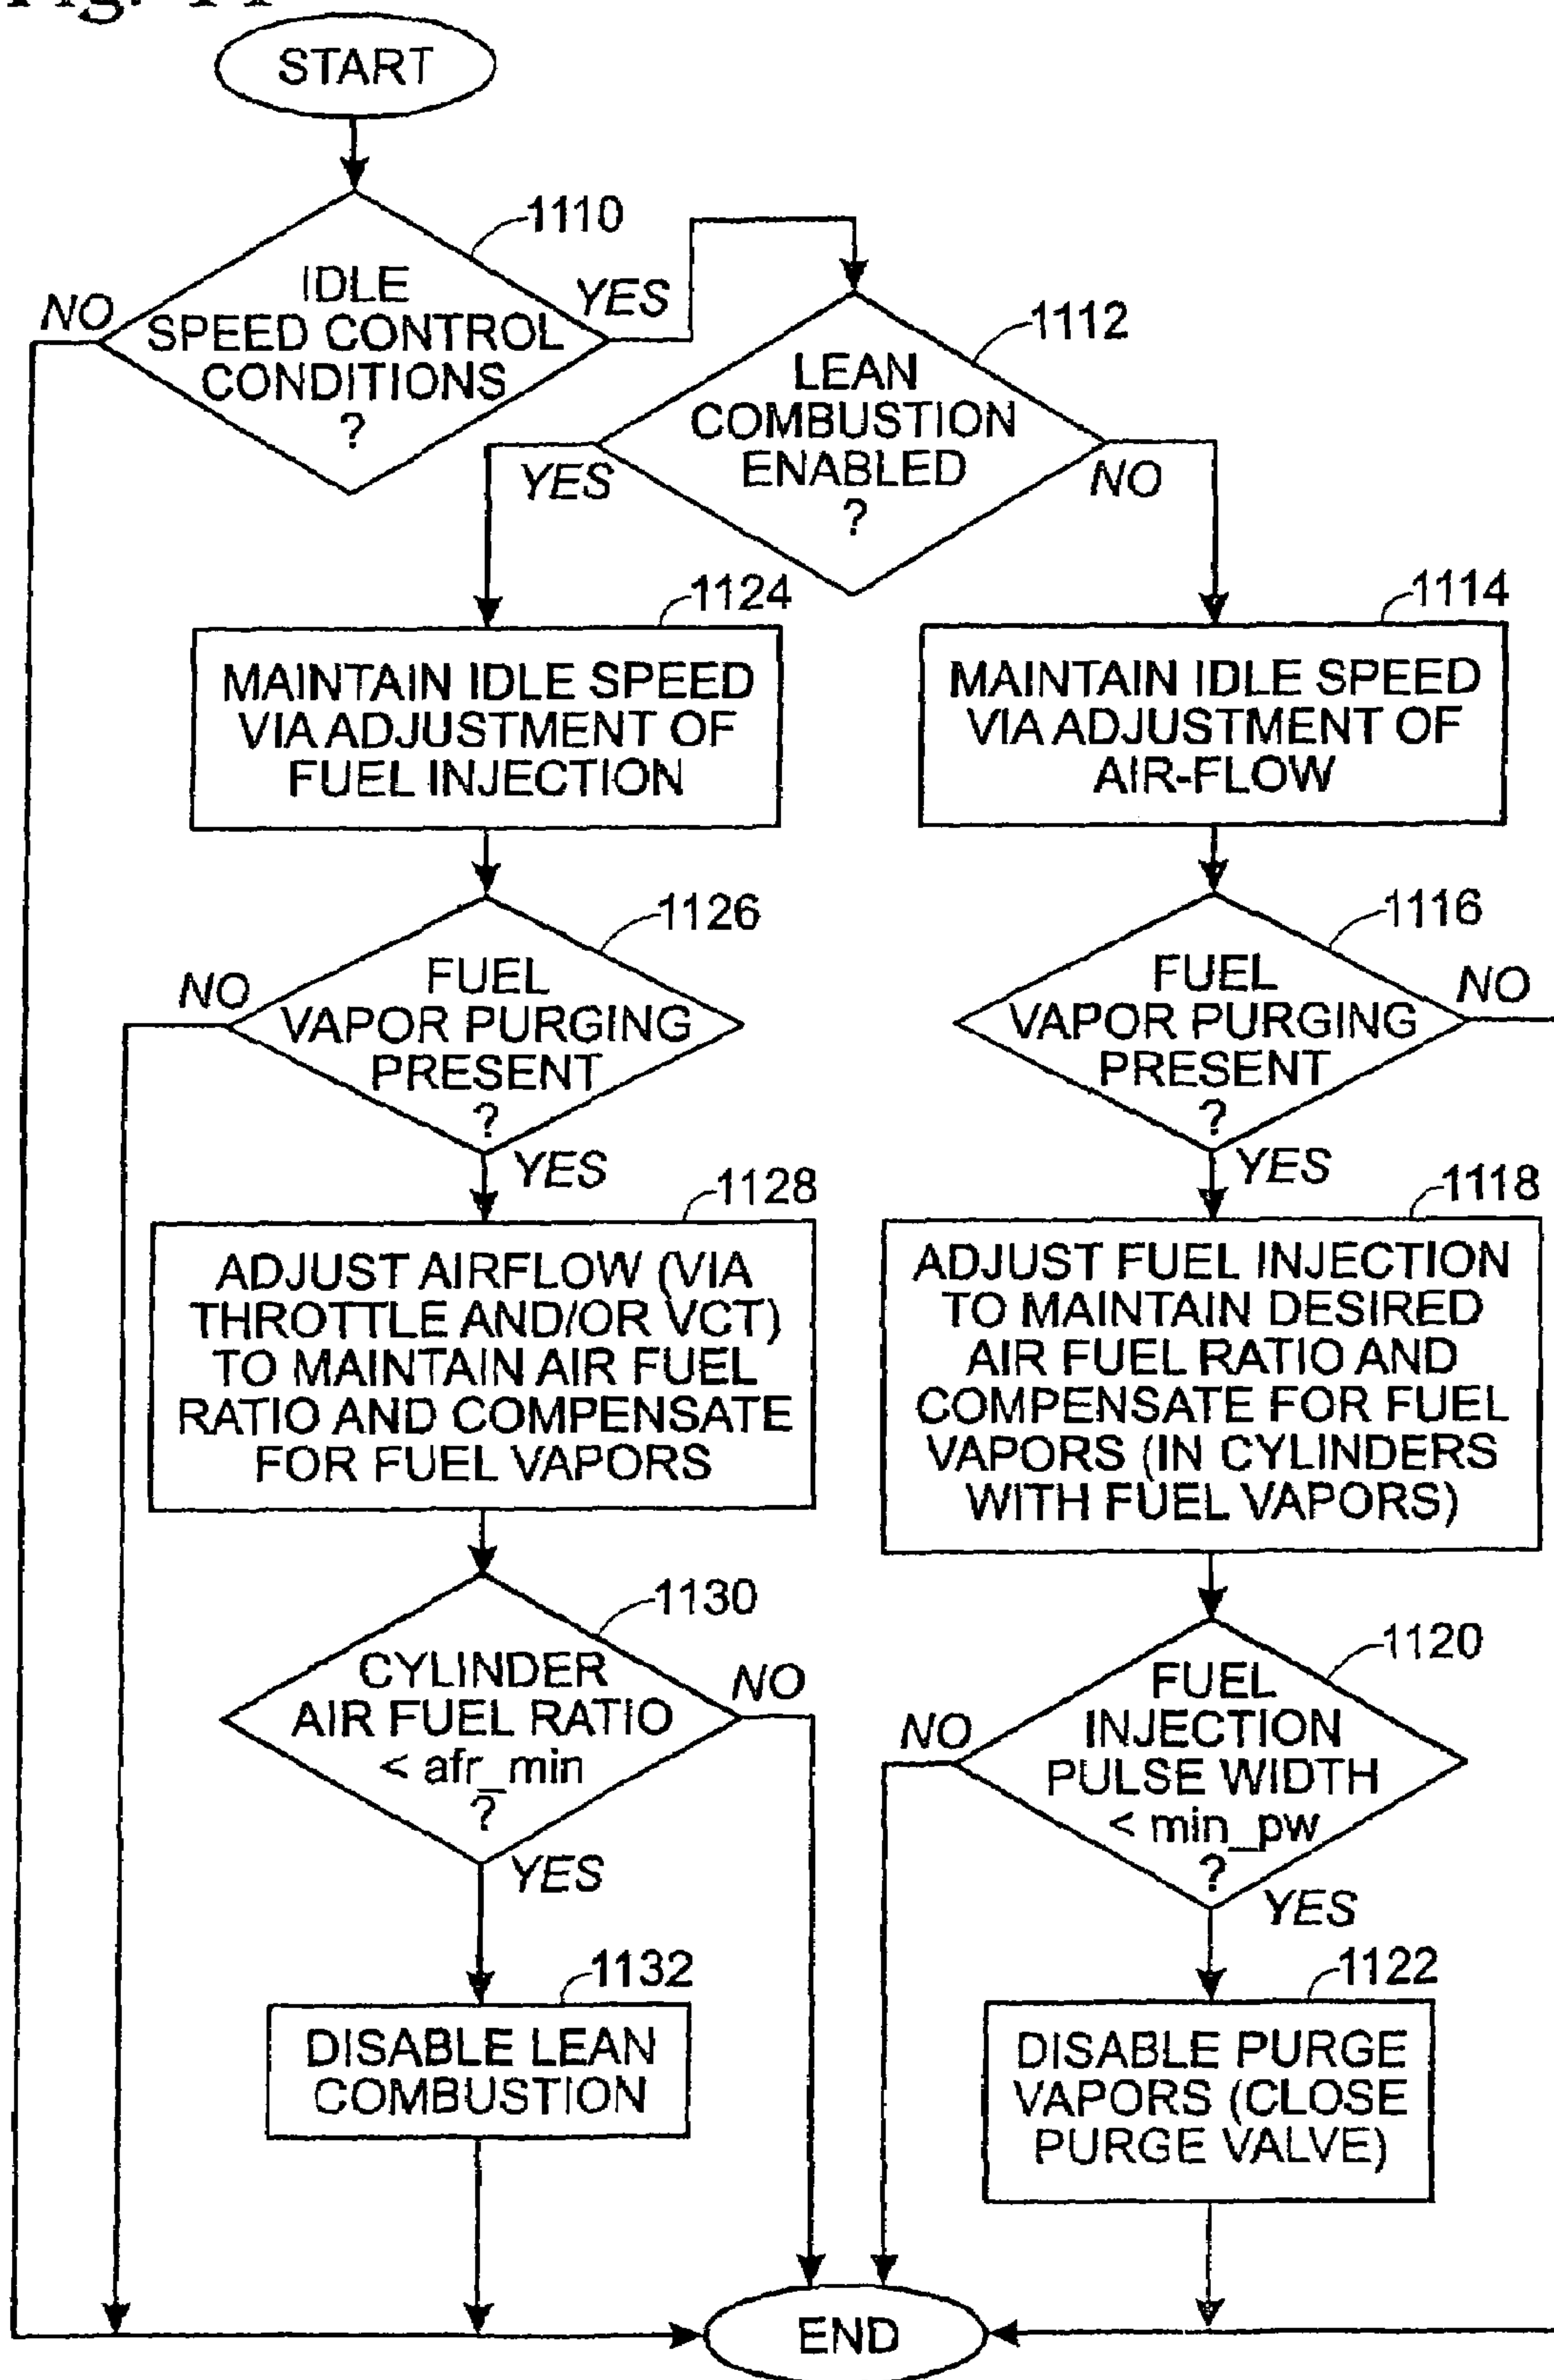 START
1110
IDLE
SPEED CONTROL
CONDITIONS
?
NO
YES
1112
LEAN
COMBUSTION
ENABLED
?
YES
NO
1124
MAINTAIN IDLE SPEED
VIA ADJUSTMENT OF
FUEL INJECTION
1114
MAINTAIN IDLE SPEED
VIA ADJUSTMENT OF
AIR-FLOW
1126
FUEL
VAPOR PURGING
PRESENT
?
NO
YES
1116
FUEL
VAPOR PURGING
PRESENT
?
NO
YES
1128
ADJUST AIRFLOW (VIA
THROTTLE AND/OR VCT)
TO MAINTAIN AIR FUEL
RATIO AND COMPENSATE
FOR FUEL VAPORS
1118
ADJUST FUEL INJECTION
TO MAINTAIN DESIRED
AIR FUEL RATIO AND
COMPENSATE FOR FUEL
VAPORS (IN CYLINDERS
WITH FUEL VAPORS)
1130
CYLINDER
AIR FUEL RATIO
< afr_min
?
NO
YES
1120
FUEL
INJECTION
PULSE WIDTH
< min_pw
?
NO
YES
1132
DISABLE LEAN
COMBUSTION
1122
DISABLE PURGE
VAPORS (CLOSE
PURGE VALVE)
END